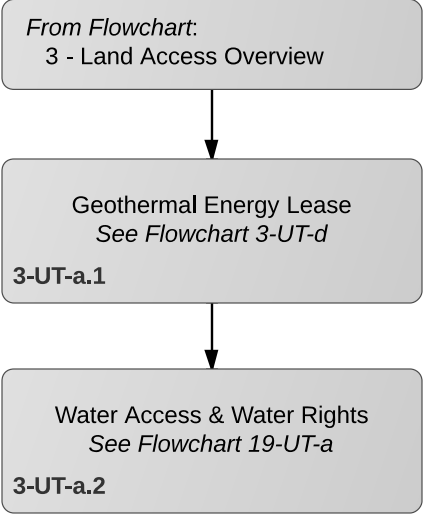 From Flowchart:
3 - Land Access Overview
Geothermal Energy Lease
See Flowchart 3-UT-d
3-UT-a.1
Water Access & Water Rights
See Flowchart 19-UT-a
3-UT-a.2